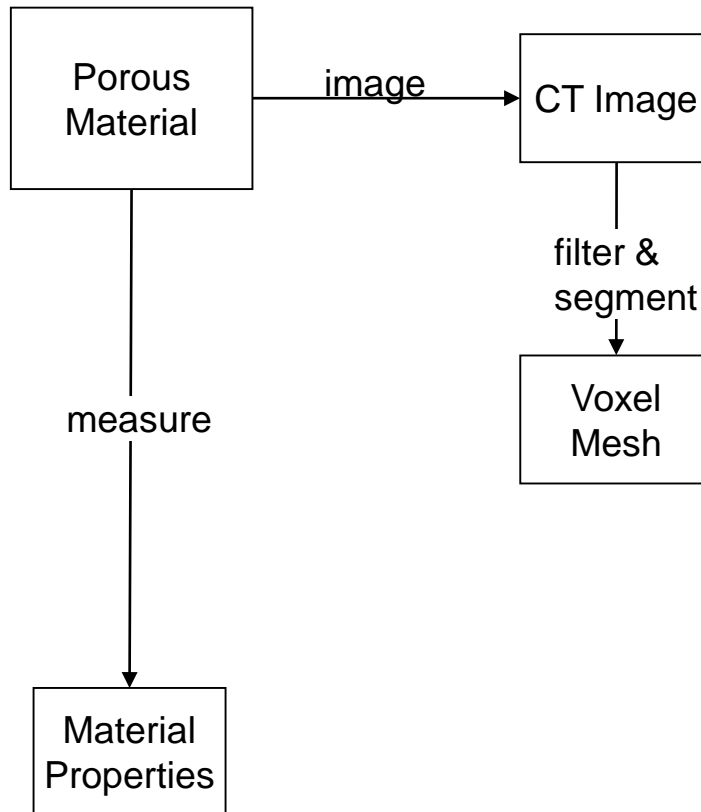 Porous
Material
image
CT Image
filter &
segment
Voxel
Mesh
measure
Material
Properties